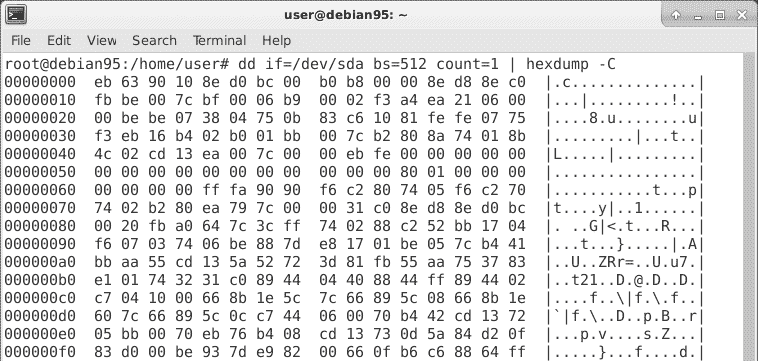 user@debian95: ~
File Edit View Search Terminal Help
root@debian95:/home/user# dd if=/dev/sda bs=512 count=1 | hexdump -C
00000000  eb 63 90 10 8e d0 bc 00  b0 b8 00 00 8e d8 8e c0  |.c..............|
00000010  fb be 00 7c bf 00 06 b9  00 02 f3 a4 ea 21 06 00  |...|.........!..|
00000020  00 be be 07 38 04 75 0b  83 c6 10 81 fe fe 07 75  |....8.u........u|
00000030  f3 eb 16 b4 02 b0 01 bb  00 7c b2 80 8a 74 01 8b  |.........|...t..|
00000040  4c 02 cd 13 ea 00 7c 00  00 eb fe 00 00 00 00 00  |L.....|.........|
00000050  00 00 00 00 00 00 00 00  00 00 00 80 01 00 00 00  |................|
00000060  00 00 00 00 ff fa 90 90  f6 c2 80 74 05 f6 c2 70  |...........t...p|
00000070  74 02 b2 80 ea 79 7c 00  00 31 c0 8e d8 8e d0 bc  |t....y|..1......|
00000080  00 20 fb a0 64 7c 3c ff  74 02 88 c2 52 bb 17 04  |. ..G|<.t...R...|
00000090  f6 07 03 74 06 be 88 7d  e8 17 01 be 05 7c b4 41  |...t...}.....|.A|
000000a0  bb aa 55 cd 13 5a 52 72  3d 81 fb 55 aa 75 37 83  |..U..ZRr=..U.u7.|
000000b0  e1 01 74 32 31 c0 89 44  04 40 88 44 ff 89 44 02  |..t21..D.@.D..D.|
000000c0  c7 04 10 00 66 8b 1e 5c  7c 66 89 5c 08 66 8b 1e  |....f..\|f.\.f..|
000000d0  60 7c 66 89 5c 0c c7 44  06 00 70 b4 42 cd 13 72  |`|f.\..D..p.B..r|
000000e0  05 bb 00 70 eb 76 b4 08  cd 13 73 0d 5a 84 d2 0f  |...p.v....s.Z...|
000000f0  83 d0 00 be 93 7d e9 82  00 66 0f b6 c6 88 64 ff  |.....}...f....d.|